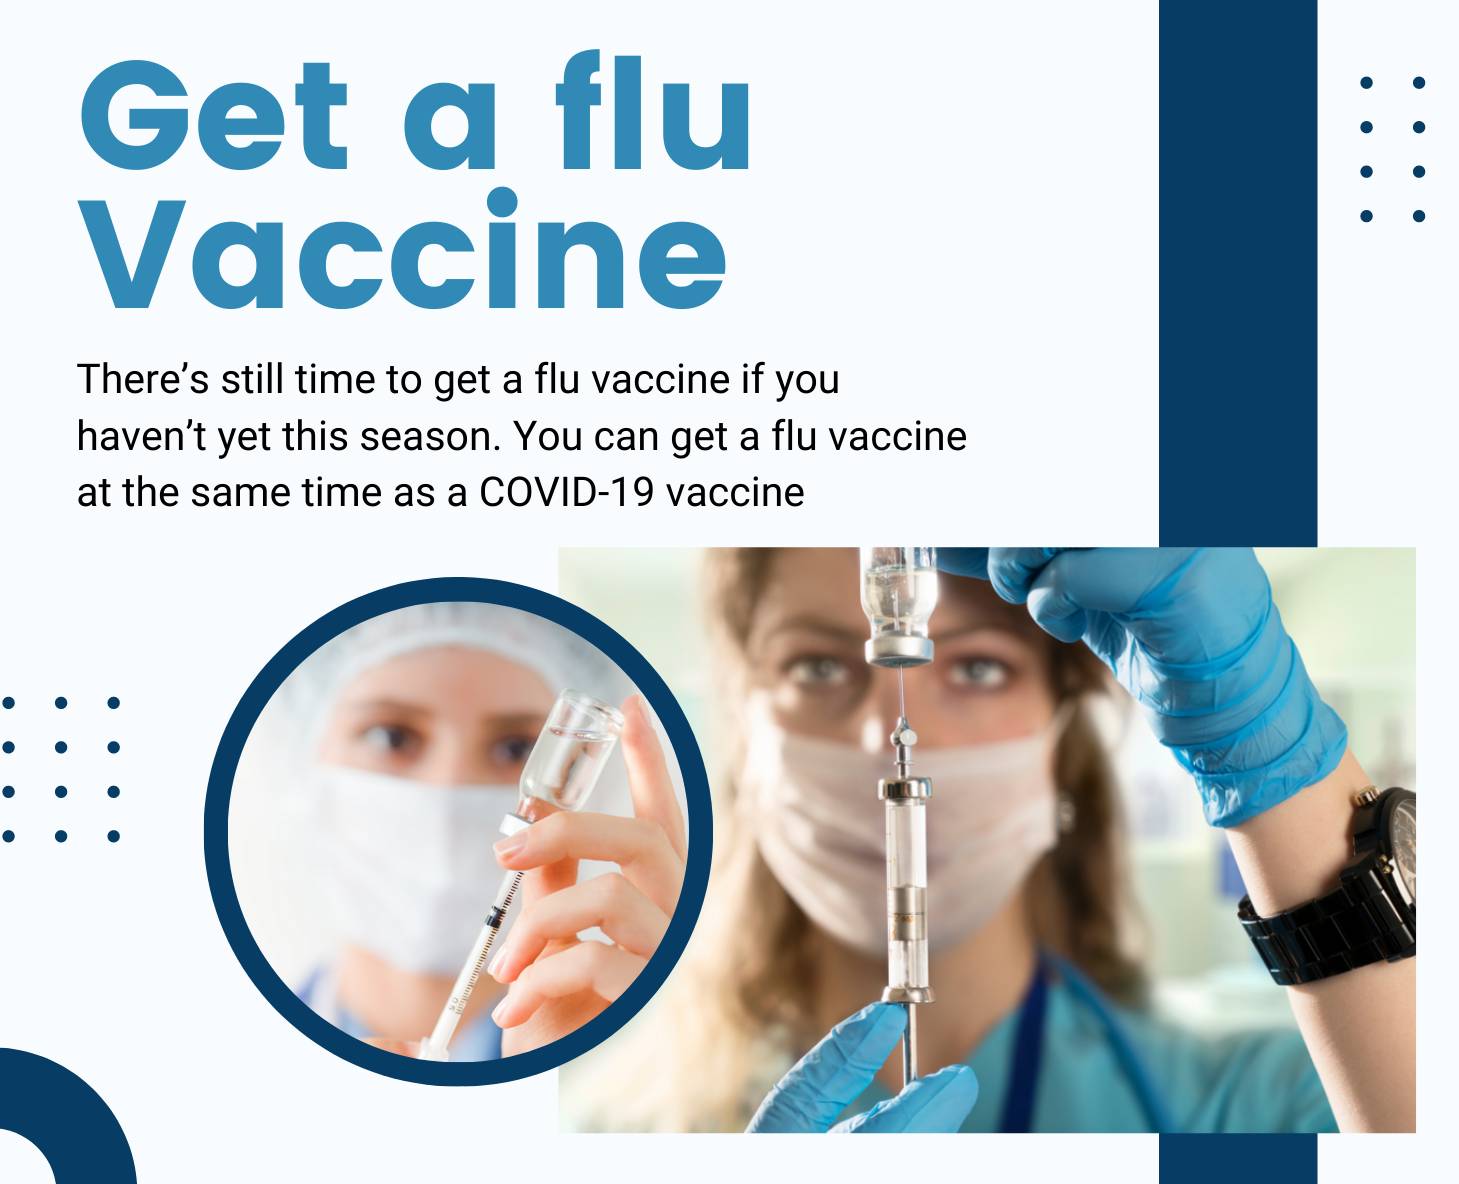 Get a flu
Vaccine
There’s still time to get a flu vaccine if you
haven’t yet this season. You can get a flu vaccine
at the same time as a COVID-19 vaccine